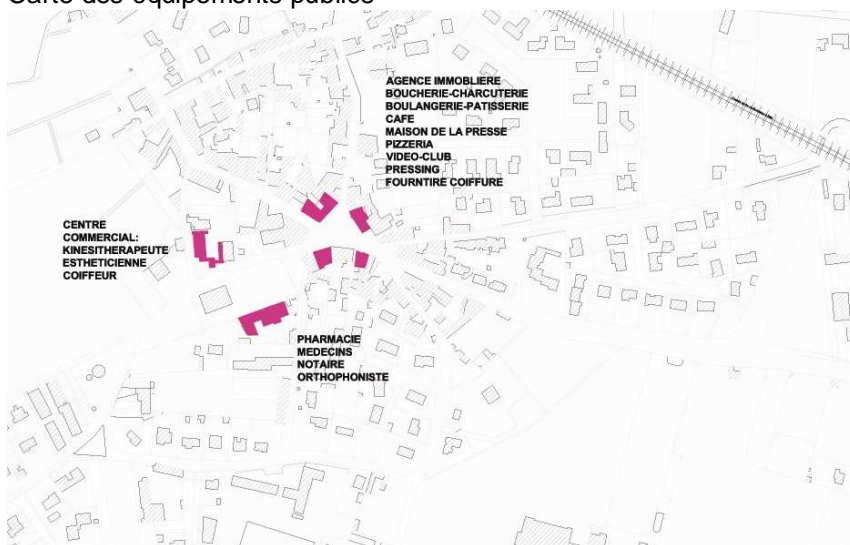 Carte des équipements publics
AGENCE IMMOBLIERE
BOUCHERIE-CHARCUTERIE
BOULANGERIE-PATISSERIE
CAFE
MAISON DE LA PRESSE
PIZZERIA
VIDEO-CLUB
PRESSING
FOURNTIRE COIFFURE
CENTRE
COMMERCIAL:
KINESITHERAPEUTE
ESTHETICIENNE
COIFFEUR
PHARMACIE
MEDECINS
NOTAIRE
ORTHOPHONISTE